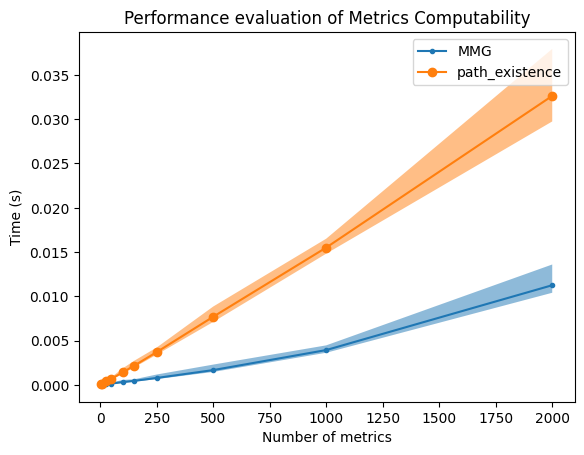 Performance evaluation of Metrics Computability
MMG
path_existence
Time (s)
0.035
0.030
0.025
0.020
0.015
0.010
0.005
0.000
0 250 500 750 1000 1250 1500 1750 2000
Number of metrics